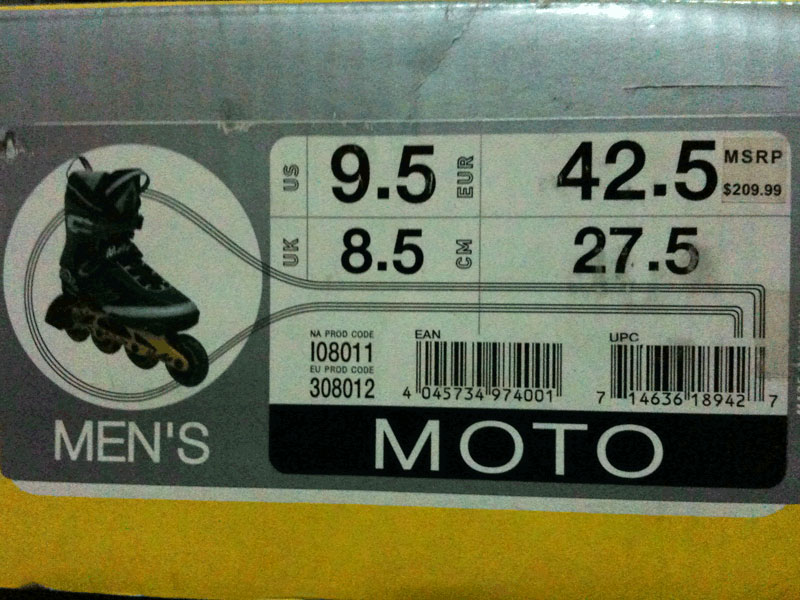 US 9.5 EUR 42.5 MSRP
$209.99
UK 8.5 CM 27.5
NA PROD CODE
I08011
EU PROD CODE
308012
EAN
4 045734 974001
UPC
7 14636 18942 7
MEN'S
MOTO